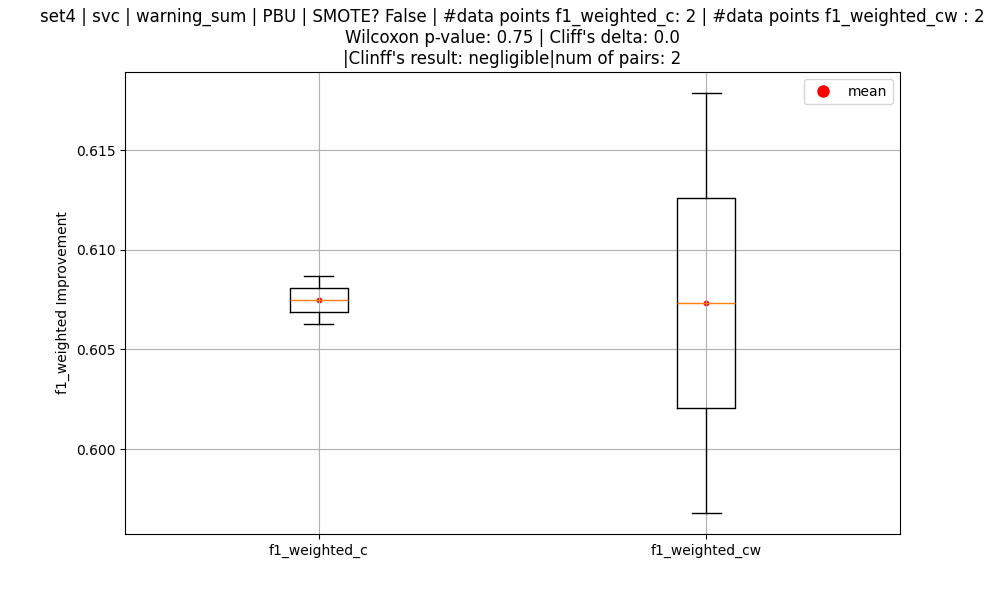 set4 | svc | warning_sum | PBU | SMOTE? False | #data points f1_weighted_c: 2 | #data points f1_weighted_cw : 2
Wilcoxon p-value: 0.75 | Cliff's delta: 0.0
|Clinff's result: negligible|num of pairs: 2
mean
0.615
0.610
0.605
0.600
f1_weighted Improvement
f1_weighted_c
f1_weighted_cw